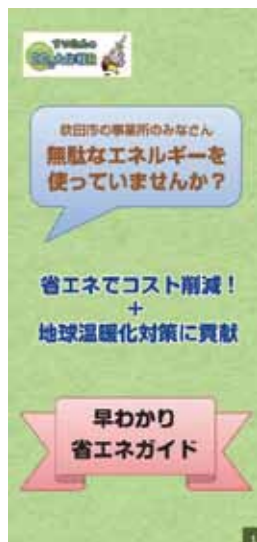 吹田市の事業所のみなさん
無駄なエネルギーを
使っていませんか？
省エネでコスト削減！
+
地球温暖化対策に貢献
早わかり
省エネガイド
1